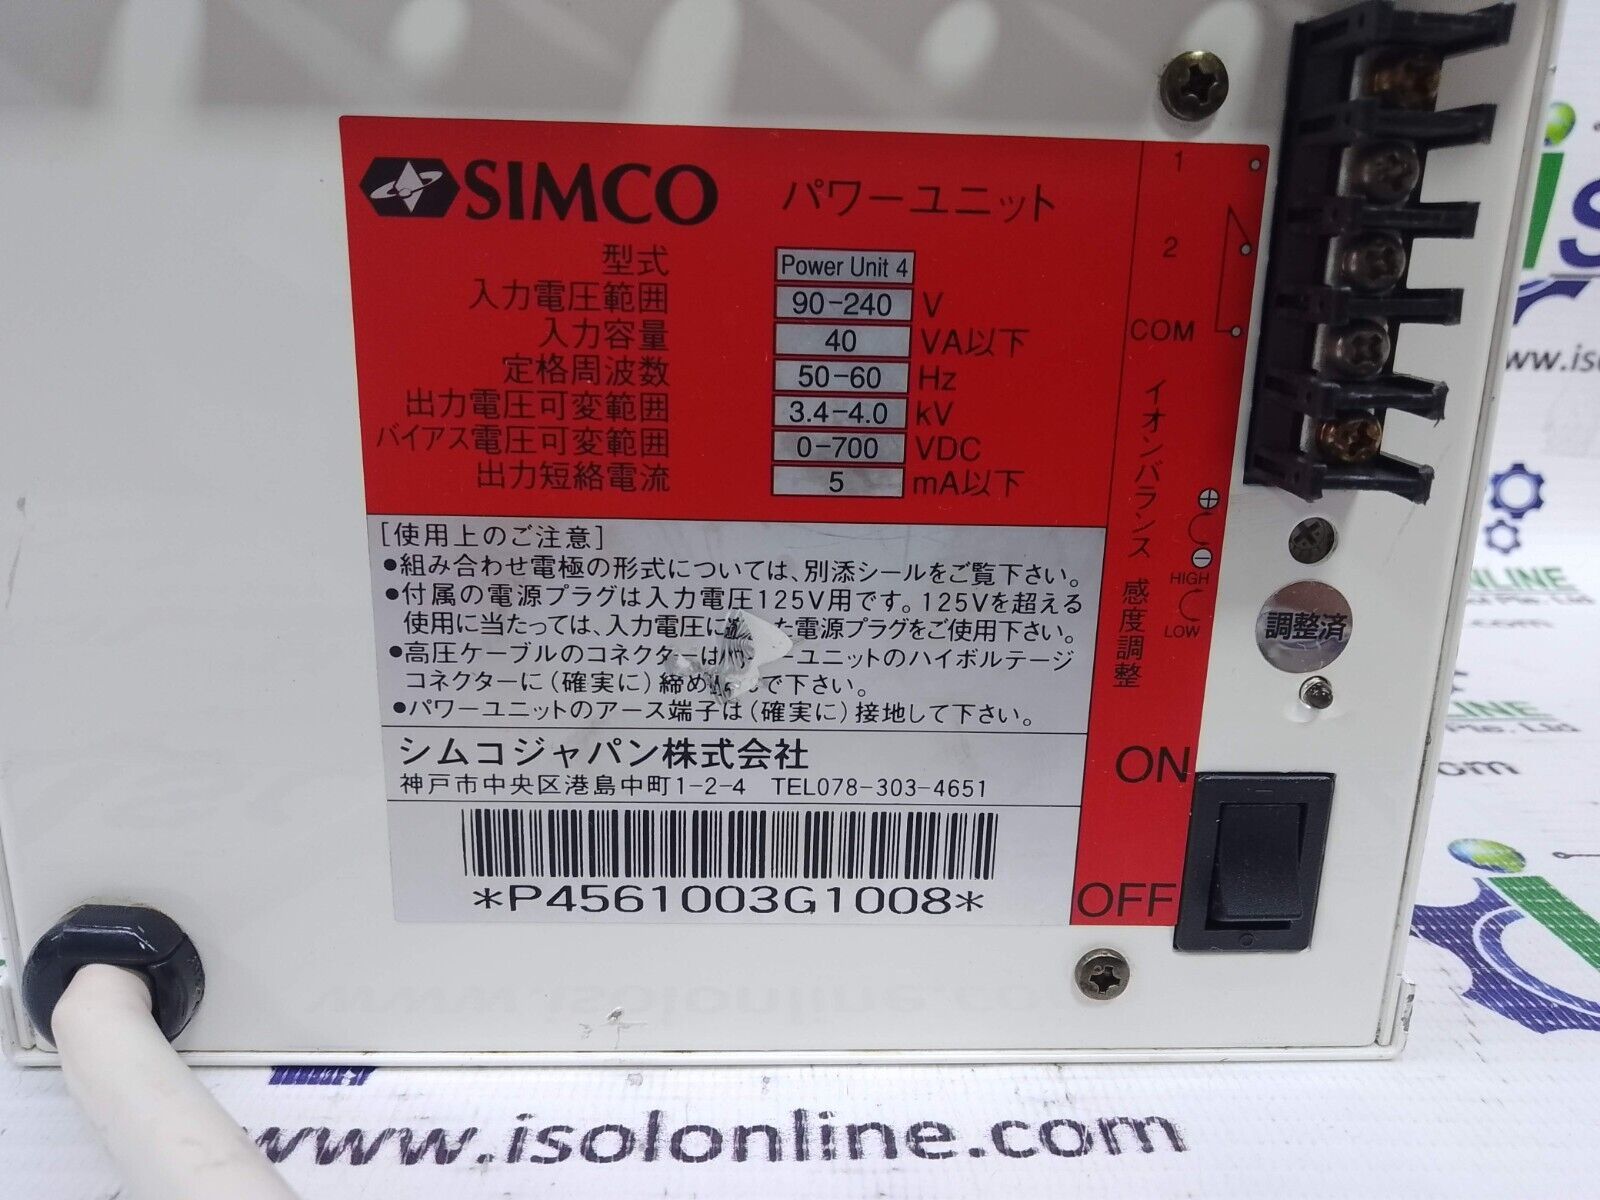 SIMCO パワーユニット
型式 Power Unit 4
入力電圧範囲 90-240 V
入力容量 40 VA以下
定格周波数 50-60 Hz
出力電圧可変範囲 3.4-4.0 kV
バイアス電圧可変範囲 0-700 VDC
出力短絡電流 5 mA以下
[使用上のご注意]
●組み合わせ電極の形式については、別添シールをご覧下さい。
●付属の電源プラグは入力電圧125V用です。125Vを超える
使用に当たっては、入力電圧に た電源プラグをご使用下さい。
●高圧ケーブルのコネクターは ーユニットのハイボルテージ
コネクターに(確実に)締め で下さい。
●パワーユニットのアース端子は(確実に)接地して下さい。
シムコジャパン株式会社
神戸市中央区港島中町1-2-4 TEL078-303-4651
*P4561003G1008*
1
2
COM
イオンバランス 感度調整
⊕
⊖
HIGH
LOW
調整済
ON
OFF
www.isolonline.com
www.isolonline.co
is
www.iso
NLINE
Pte. Ltd
com